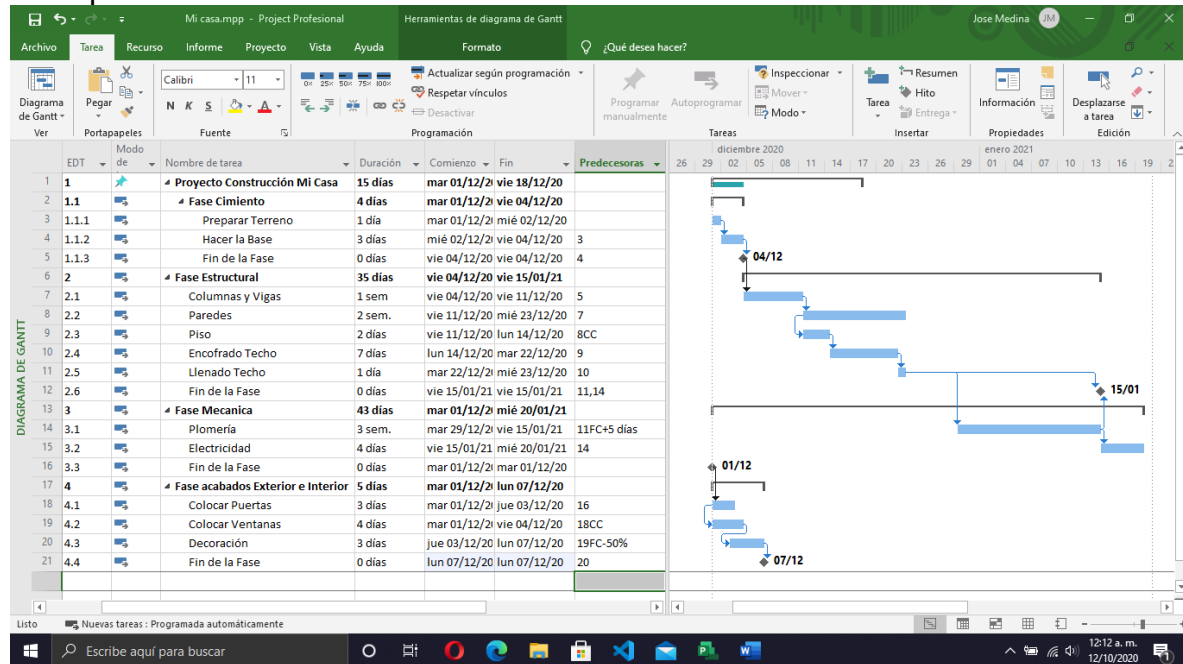 Mi casa.mpp - Project Profesional Herramientas de diagrama de Gantt Jose Medina JM
Archivo Tarea Recurso Informe Proyecto Vista Ayuda Formato ¿Qué desea hacer?
Diagrama de Gantt
Pegar
Calibri 11
N K S A
0× 25× 50× 75× 100×
Actualizar según programación
Respetar vínculos
Desactivar
Programar manualmente
Autoprogramar
Inspeccionar
Mover
Modo
Tarea
Resumen
Hito
Entrega
Información
Desplazarse a tarea
Ver Portapapeles Fuente Programación Tareas Insertar Propiedades Edición
EDT Modo de Nombre de tarea Duración Comienzo Fin Predecesoras
diciembre 2020 enero 2021
26 29 02 05 08 11 14 17 20 23 26 29 01 04 07 10 13 16 19
1 1 Proyecto Construcción Mi Casa 15 días mar 01/12/2 vie 18/12/20
2 1.1 Fase Cimiento 4 días mar 01/12/2 vie 04/12/20
3 1.1.1 Preparar Terreno 1 día mar 01/12/2 mié 02/12/20
4 1.1.2 Hacer la Base 3 días mié 02/12/2 vie 04/12/20 3
5 1.1.3 Fin de la Fase 0 días vie 04/12/20 vie 04/12/20 4 04/12
6 2 Fase Estructural 35 días vie 04/12/20 vie 15/01/21
7 2.1 Columnas y Vigas 1 sem vie 04/12/20 vie 11/12/20 5
8 2.2 Paredes 2 sem. vie 11/12/20 mié 23/12/20 7
9 2.3 Piso 2 días vie 11/12/20 lun 14/12/20 8CC
10 2.4 Encofrado Techo 7 días lun 14/12/20 mar 22/12/20 9
11 2.5 Llenado Techo 1 día mar 22/12/2 mié 23/12/20 10
12 2.6 Fin de la Fase 0 días vie 15/01/21 vie 15/01/21 11,14 15/01
13 3 Fase Mecanica 43 días mar 01/12/2 mié 20/01/21
14 3.1 Plomería 3 sem. mar 29/12/2 vie 15/01/21 11FC+5 días
15 3.2 Electricidad 4 días vie 15/01/21 mié 20/01/21 14
16 3.3 Fin de la Fase 0 días mar 01/12/2 mar 01/12/20 01/12
17 4 Fase acabados Exterior e Interior 5 días mar 01/12/2 lun 07/12/20
18 4.1 Colocar Puertas 3 días mar 01/12/2 jue 03/12/20 16
19 4.2 Colocar Ventanas 4 días mar 01/12/2 vie 04/12/20 18CC
20 4.3 Decoración 3 días jue 03/12/20 lun 07/12/20 19FC-50%
21 4.4 Fin de la Fase 0 días lun 07/12/20 lun 07/12/20 20 07/12
DIAGRAMA DE GANTT
Listo Nuevas tareas : Programada automáticamente
Escribe aquí para buscar
12:12 a. m.
12/10/2020